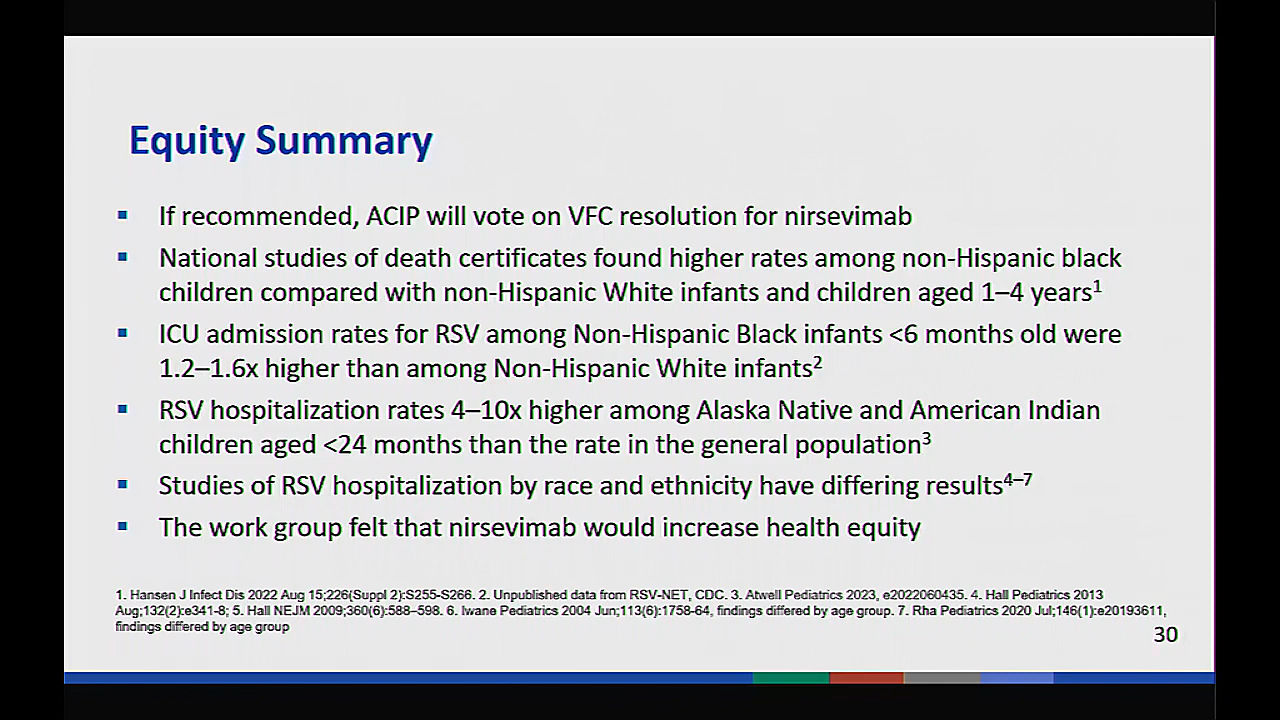 Equity Summary
▪ If recommended, ACIP will vote on VFC resolution for nirsevimab
▪ National studies of death certificates found higher rates among non-Hispanic black
children compared with non-Hispanic White infants and children aged 1–4 years¹
▪ ICU admission rates for RSV among Non-Hispanic Black infants <6 months old were
1.2–1.6x higher than among Non-Hispanic White infants²
▪ RSV hospitalization rates 4–10x higher among Alaska Native and American Indian
children aged <24 months than the rate in the general population³
▪ Studies of RSV hospitalization by race and ethnicity have differing results⁴⁻⁷
▪ The work group felt that nirsevimab would increase health equity
1. Hansen J Infect Dis 2022 Aug 15;226(Suppl 2):S255-S266. 2. Unpublished data from RSV-NET, CDC. 3. Atwell Pediatrics 2023, e2022060435. 4. Hall Pediatrics 2013
Aug;132(2):e341-8; 5. Hall NEJM 2009;360(6):588–598. 6. Iwane Pediatrics 2004 Jun;113(6):1758-64, findings differed by age group. 7. Rha Pediatrics 2020 Jul;146(1):e20193611,
findings differed by age group
30